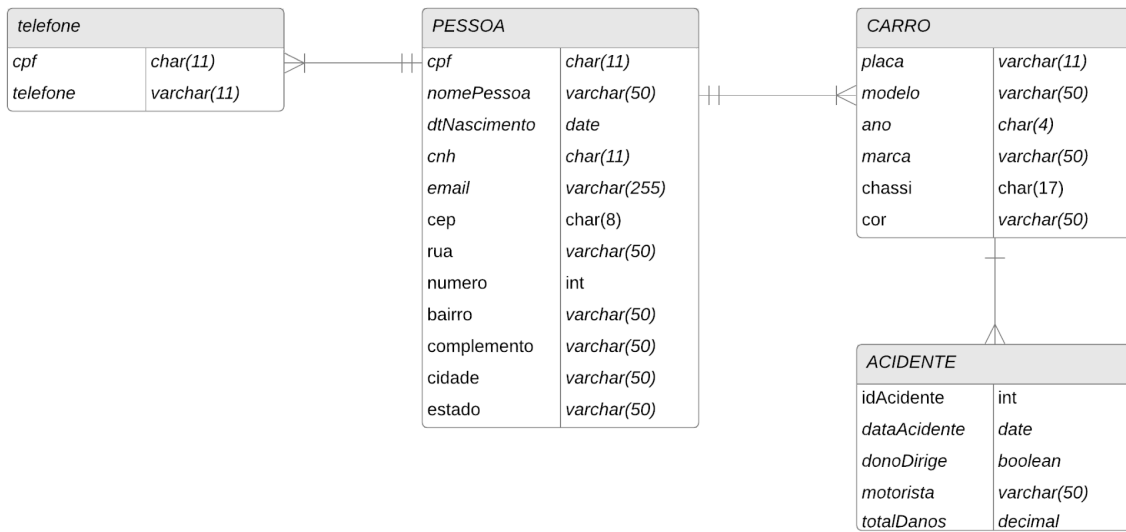 telefone
cpf char(11)
telefone varchar(11)
PESSOA
cpf char(11)
nomePessoa varchar(50)
dtNascimento date
cnh char(11)
email varchar(255)
cep char(8)
rua varchar(50)
numero int
bairro varchar(50)
complemento varchar(50)
cidade varchar(50)
estado varchar(50)
CARRO
placa varchar(11)
modelo varchar(50)
ano char(4)
marca varchar(50)
chassi char(17)
cor varchar(50)
ACIDENTE
idAcidente int
dataAcidente date
donoDirige boolean
motorista varchar(50)
totalDanos decimal